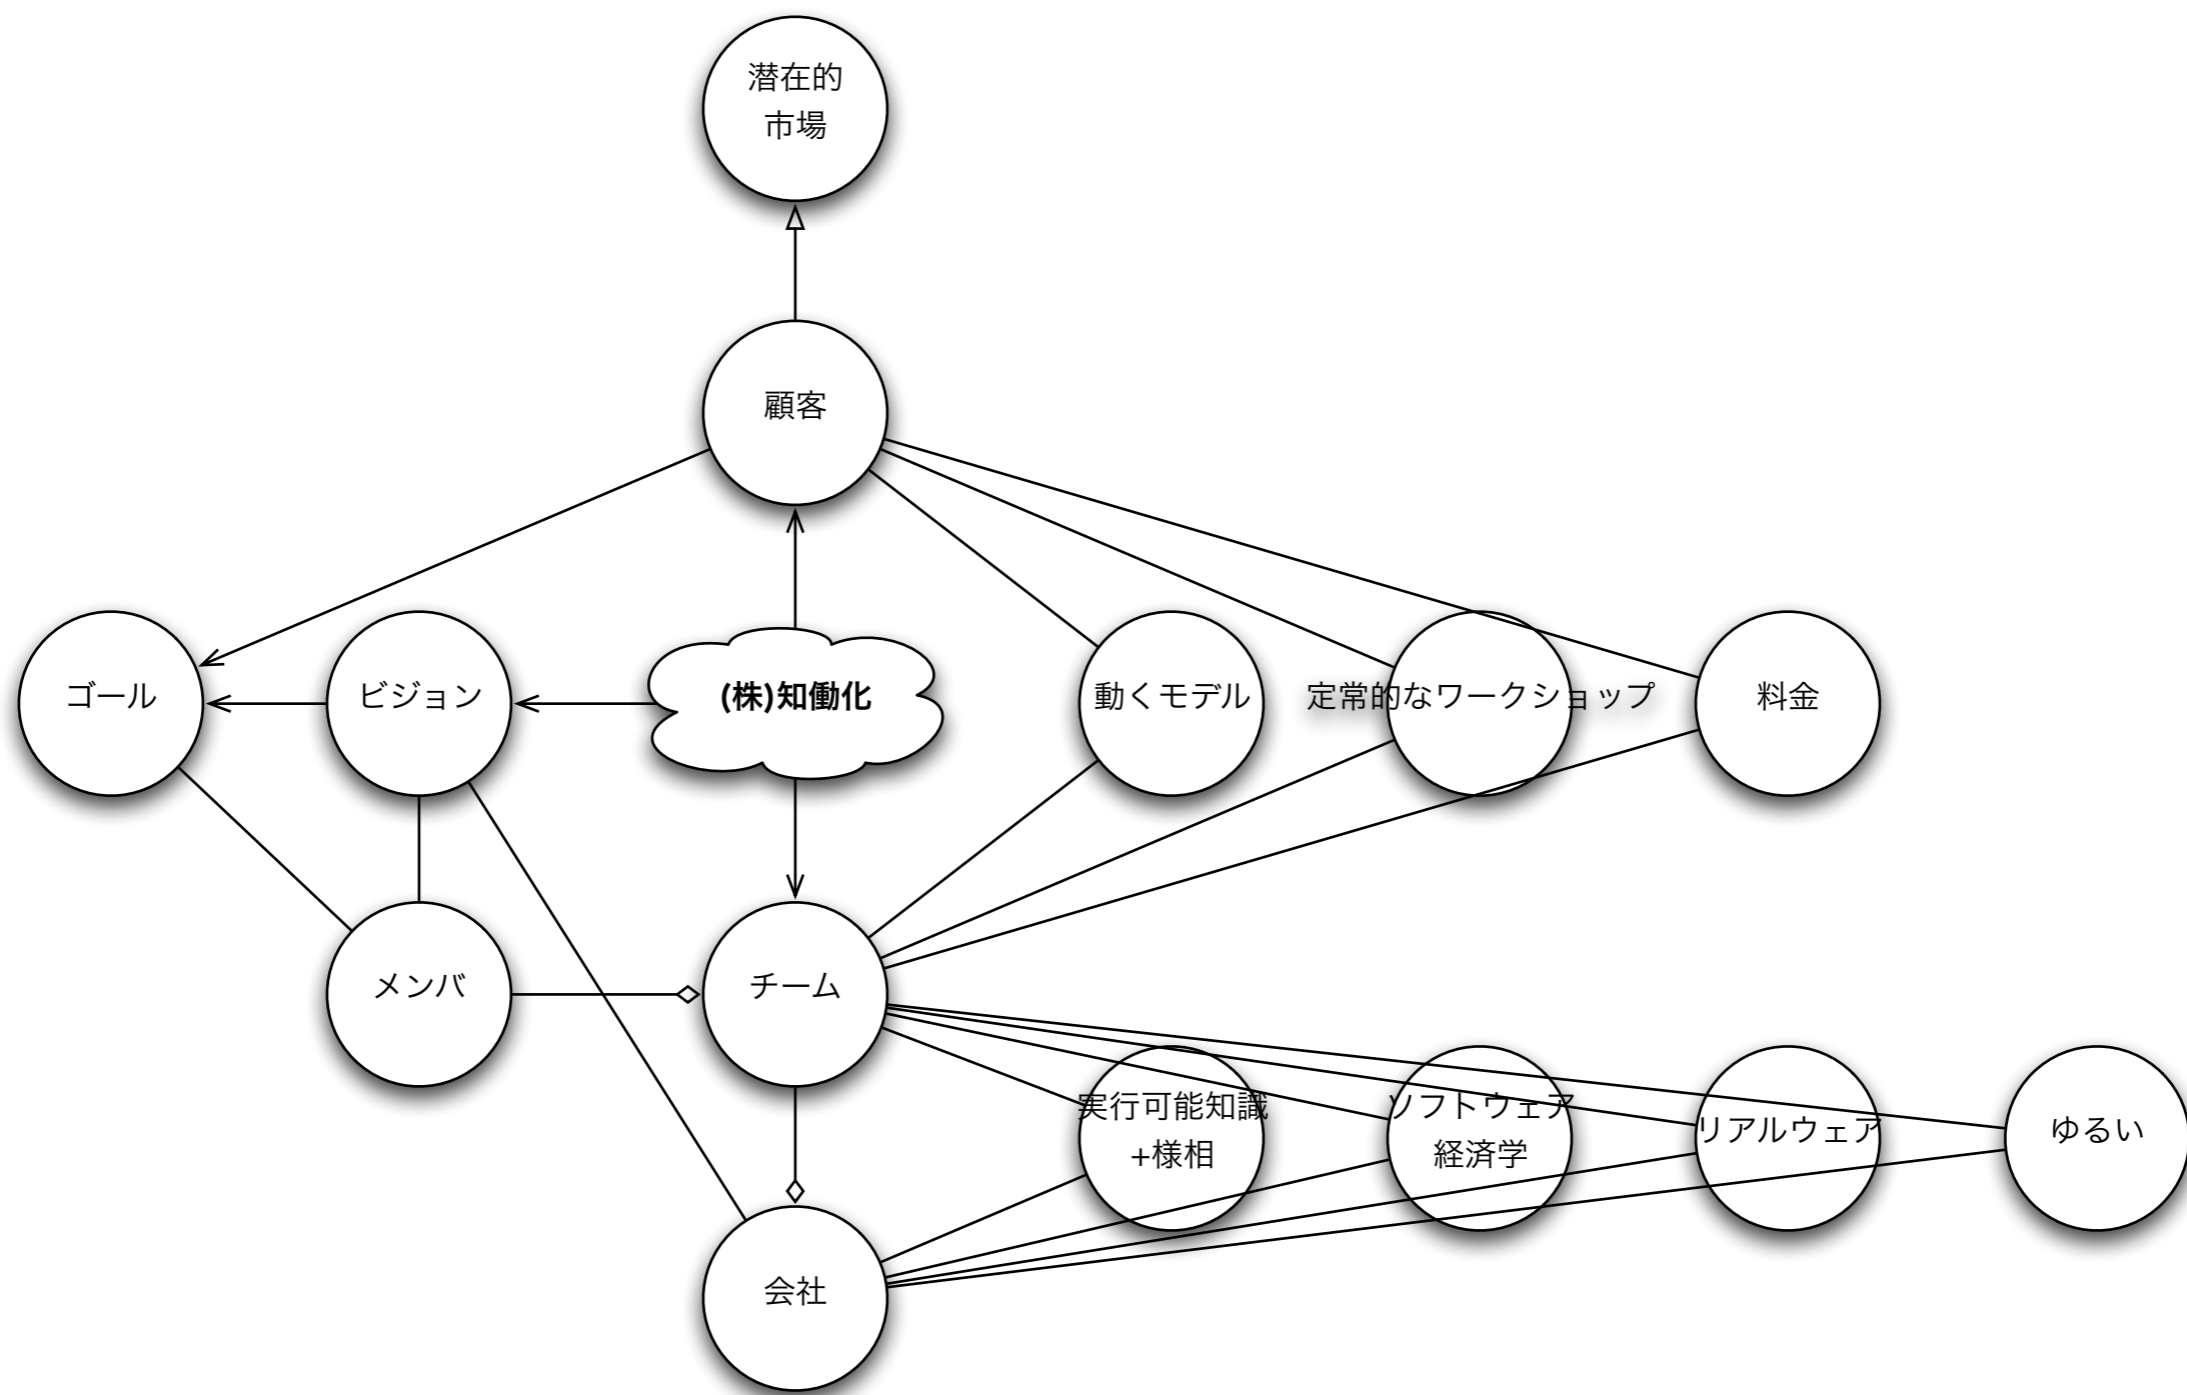 潜在的
市場
顧客
ゴール
ビジョン
(株)知働化
動くモデル
定常的なワークショップ
料金
メンバ
チーム
実行可能知識
+様相
ソフトウェア
経済学
リアルウェア
ゆるい
会社